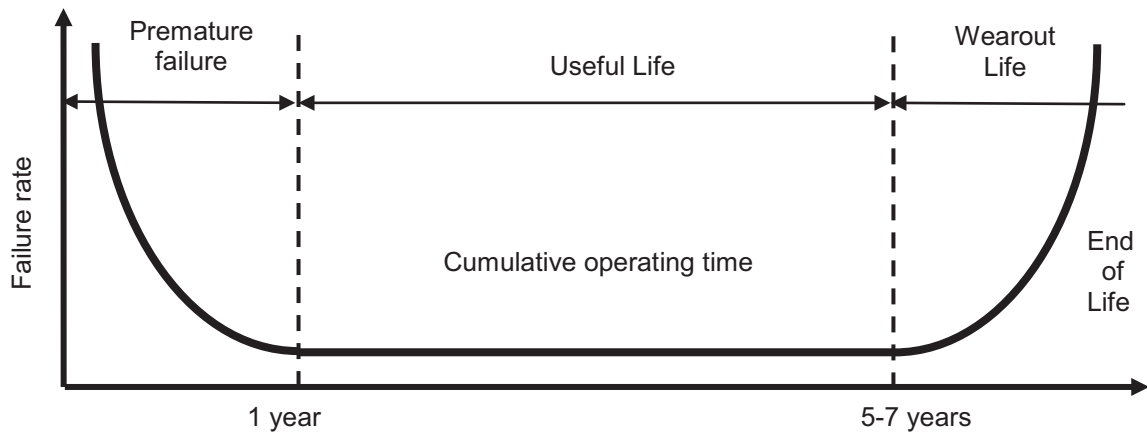 Premature
failure
Useful Life
Wearout
Life
Failure rate
Cumulative operating time
End
of
Life
1 year
5-7 years